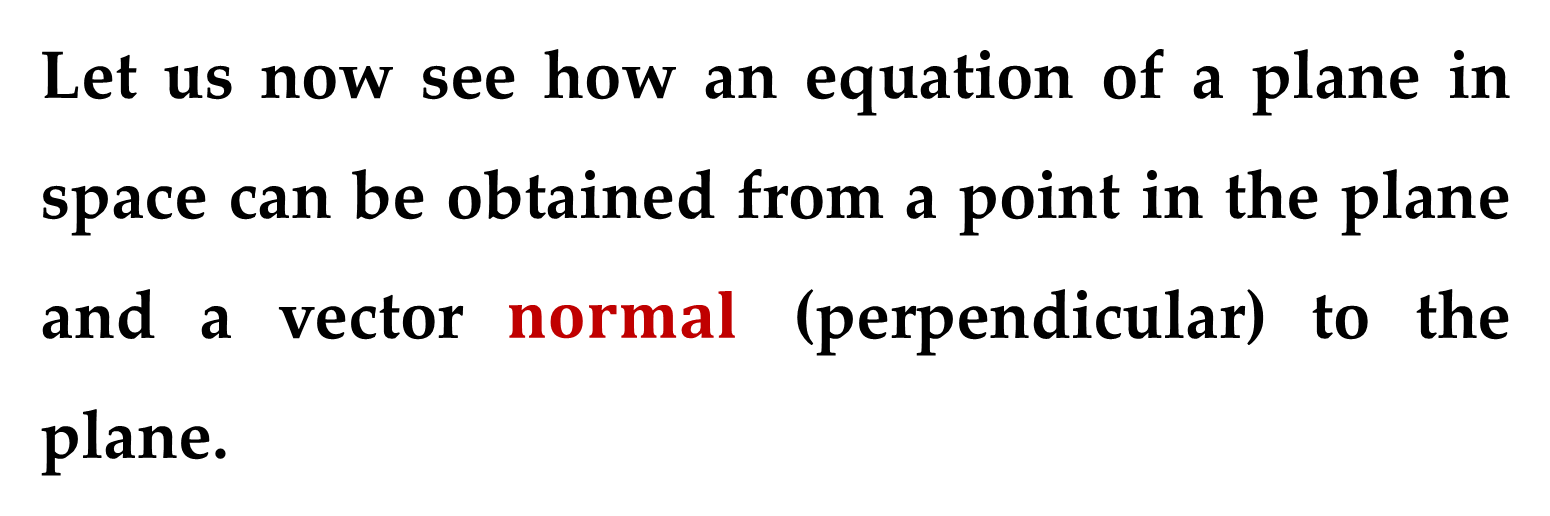 Let us now see how an equation of a plane in
space can be obtained from a point in the plane
and a vector normal (perpendicular) to the
plane.